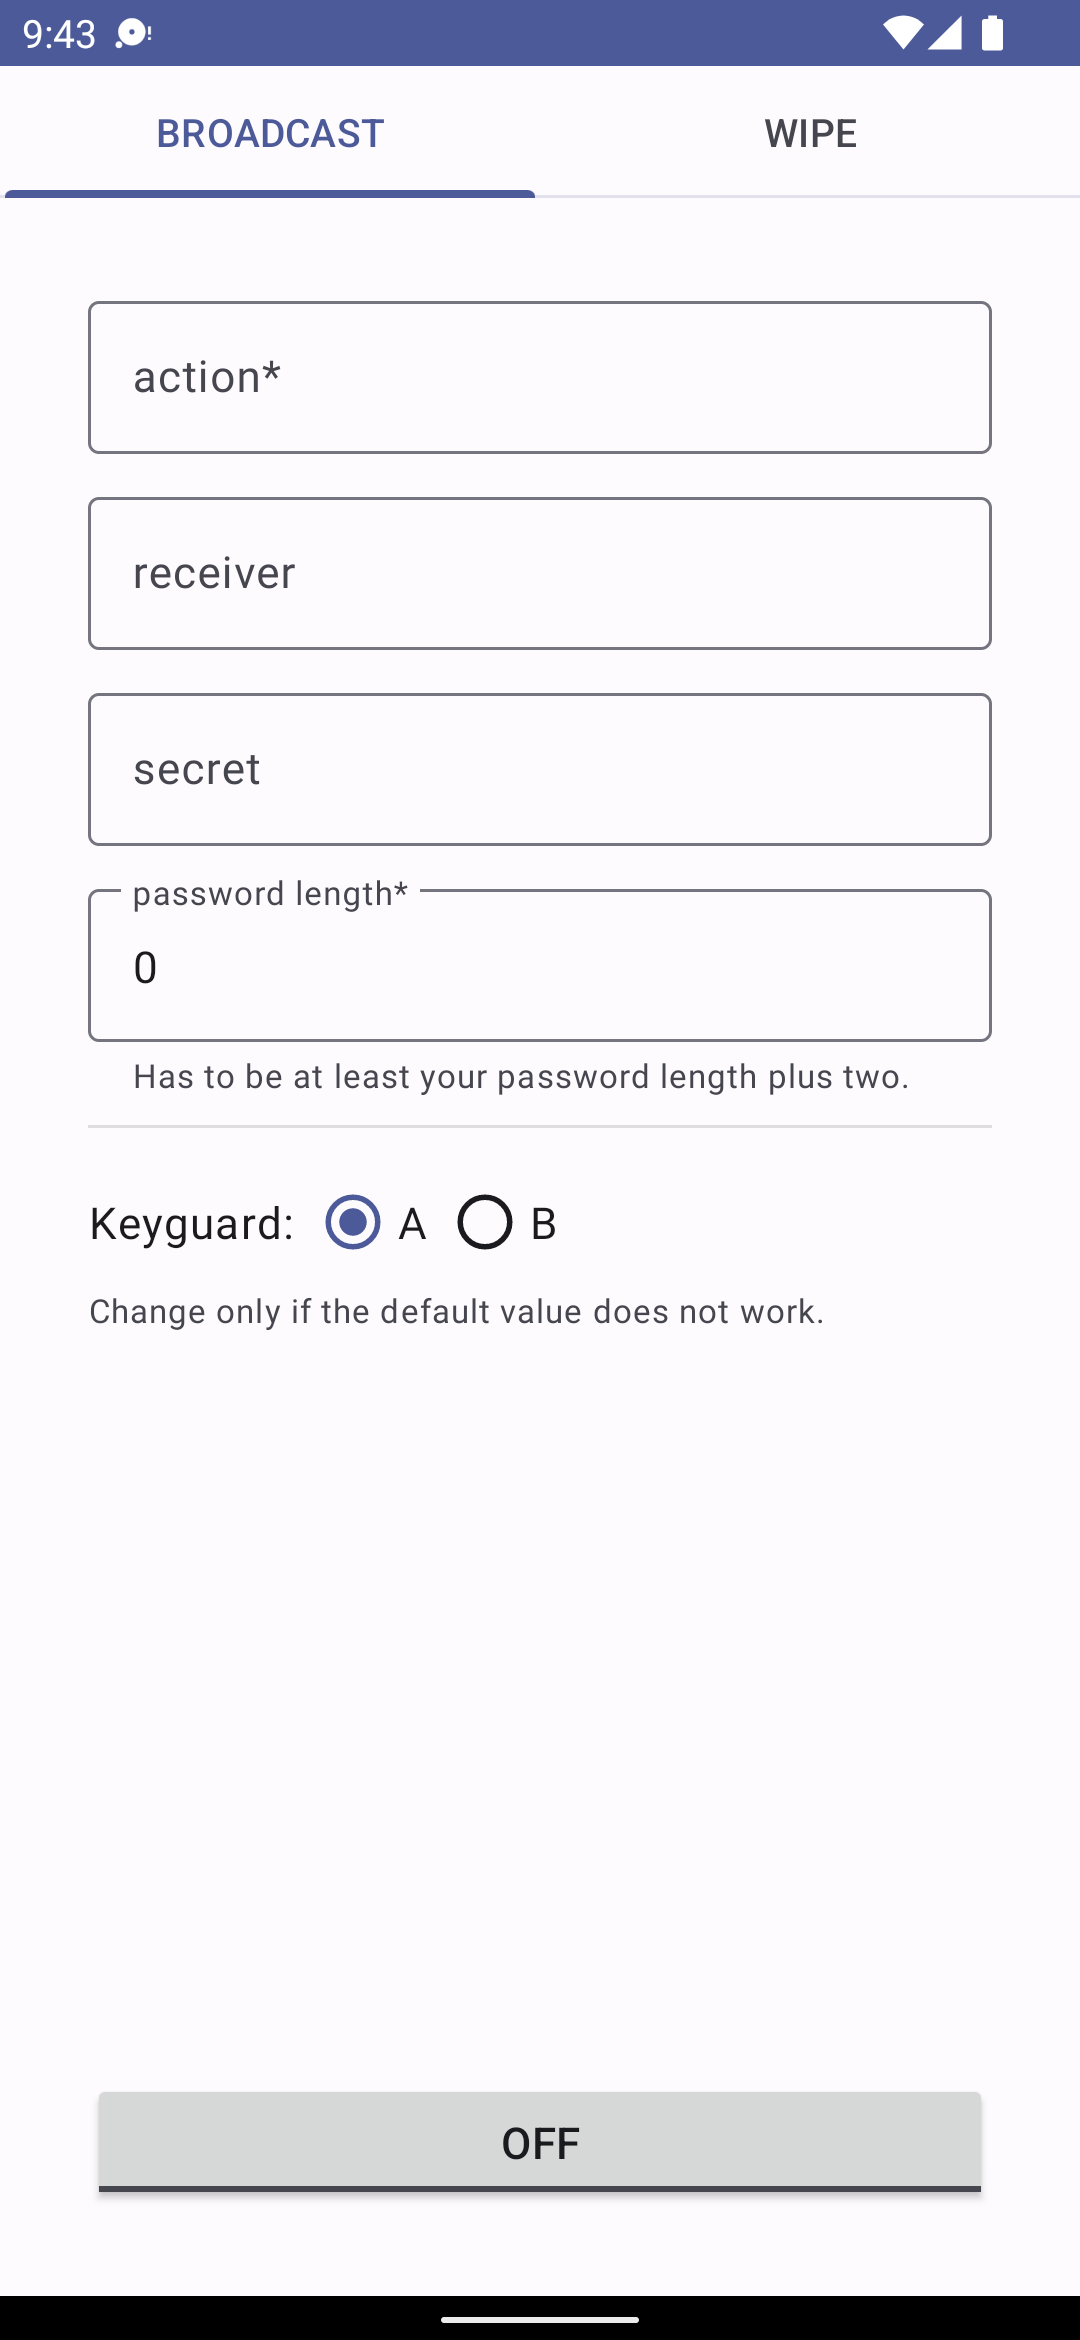 9:43
BROADCAST
WIPE
action*
receiver
secret
password length*
0
Has to be at least your password length plus two.
Keyguard: A B
Change only if the default value does not work.
OFF